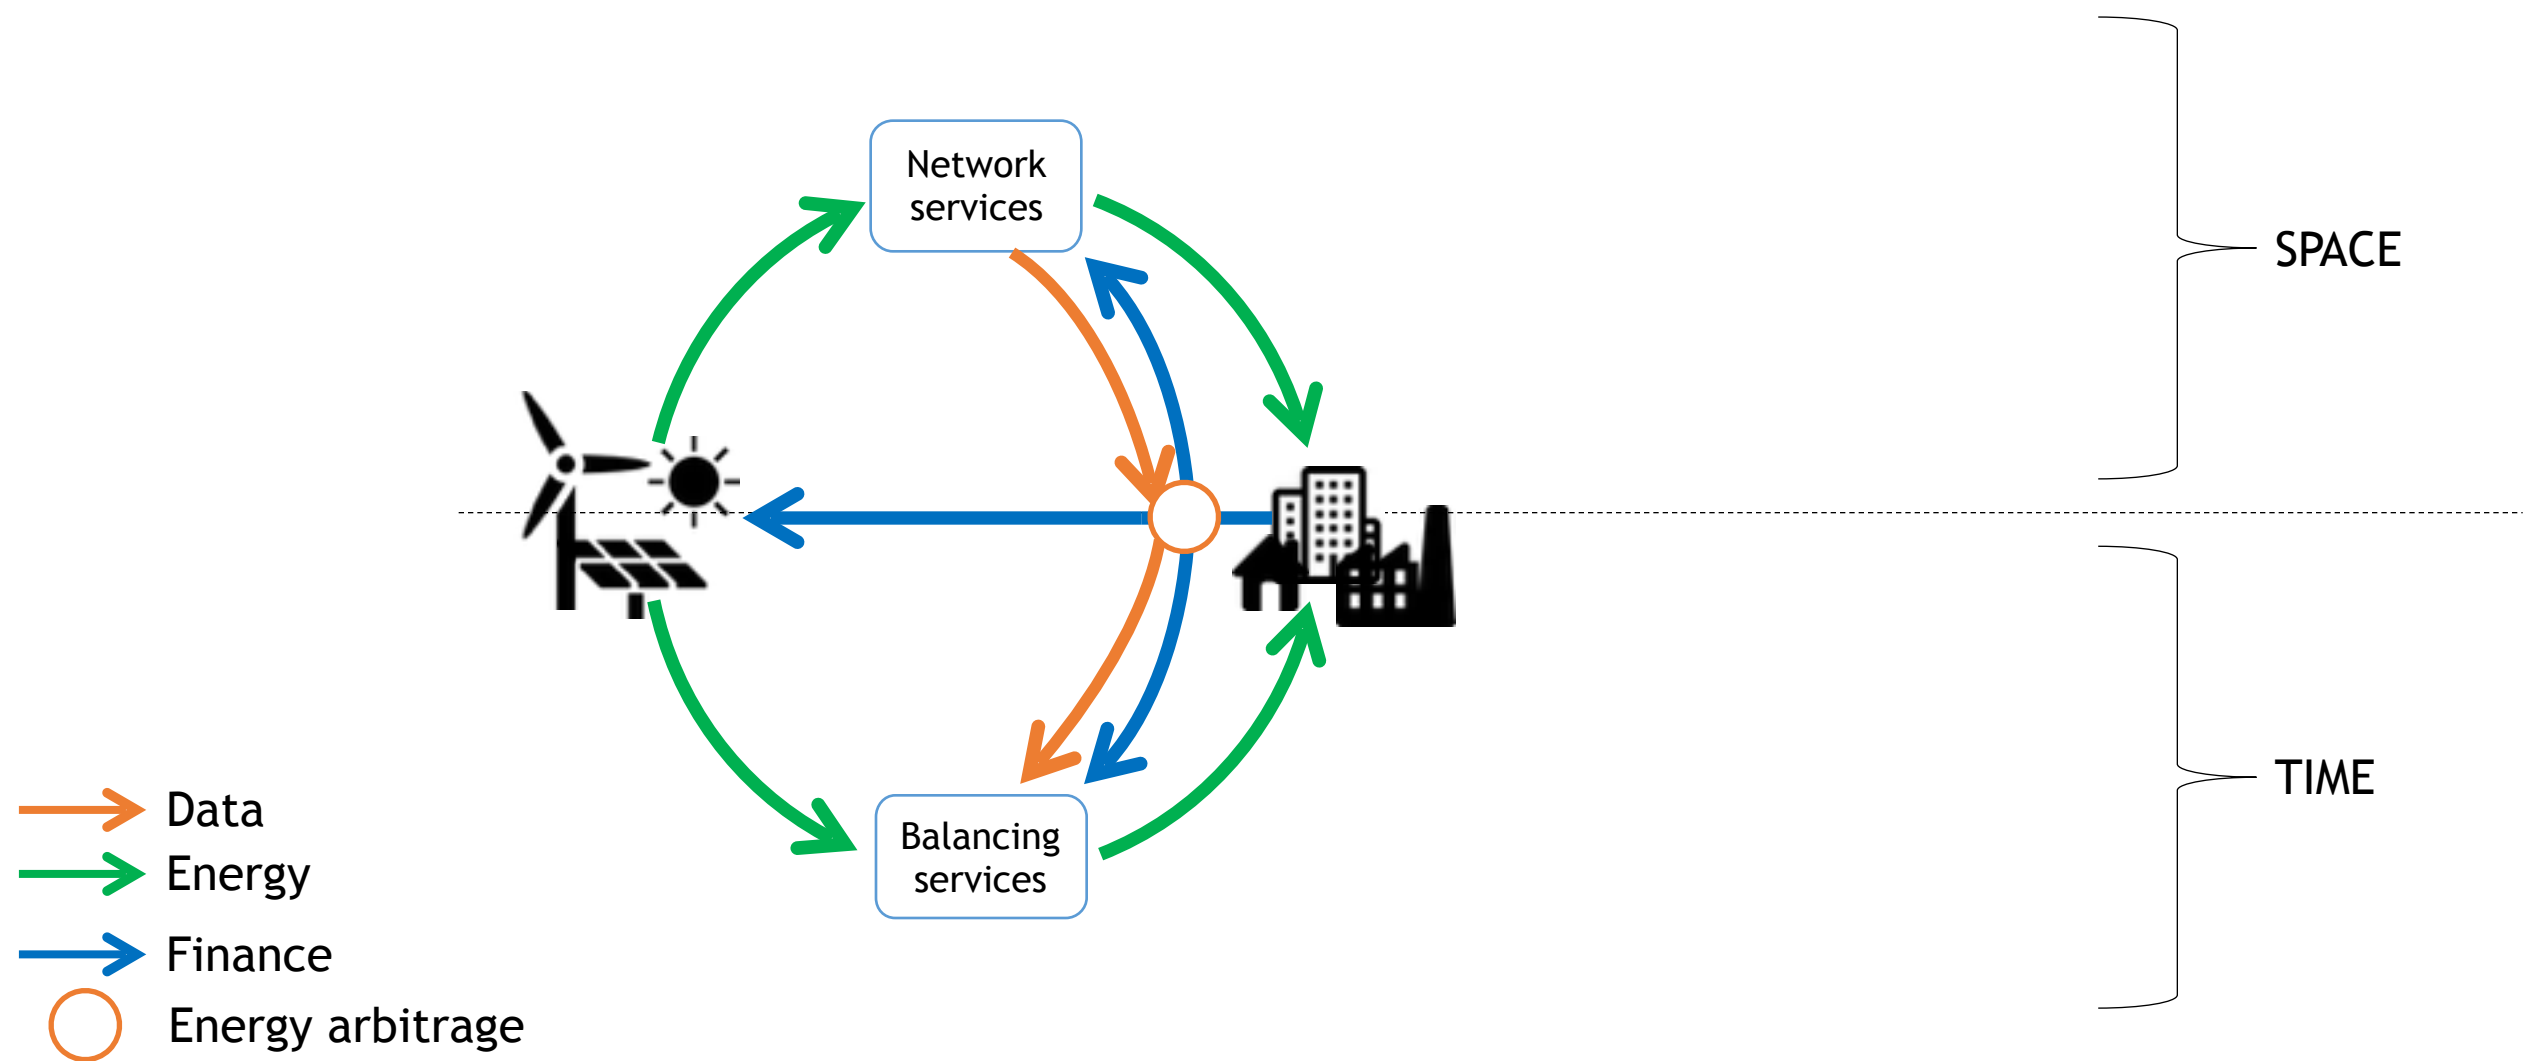 Network
services
SPACE
Balancing
services
TIME
Data
Energy
Finance
Energy arbitrage